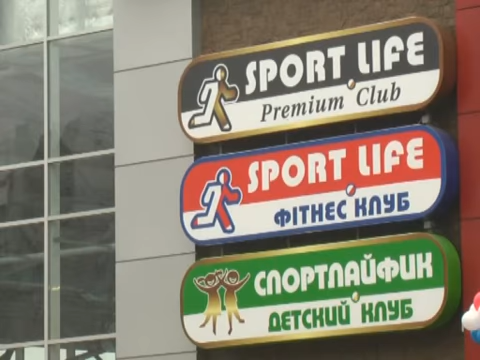 SPORT LIFE
Premium Club
SPORT LIFE
ФІТНЕС КЛУБ
СПОРТЛАЙФИК
ДЕТСКИЙ КЛУБ